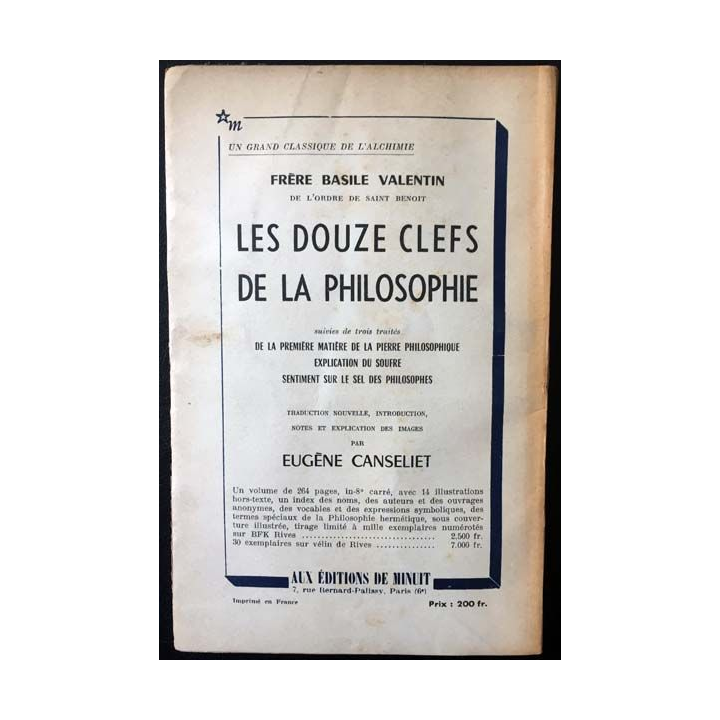 m
UN GRAND CLASSIQUE DE L'ALCHIMIE
FRÈRE BASILE VALENTIN
DE L'ORDRE DE SAINT BENOIT
LES DOUZE CLEFS
DE LA PHILOSOPHIE
suivies de trois traités
DE LA PREMIÈRE MATIÈRE DE LA PIERRE PHILOSOPHIQUE
EXPLICATION DU SOUFRE
SENTIMENT SUR LE SEL DES PHILOSOPHES
TRADUCTION NOUVELLE, INTRODUCTION,
NOTES ET EXPLICATION DES IMAGES
PAR
EUGÈNE CANSELIET
Un volume de 264 pages, in-8° carré, avec 14 illustrations
hors-texte, un index des noms, des auteurs et des ouvrages
anonymes, des vocables et des expressions symboliques, des
termes spéciaux de la Philosophie hermétique, sous couver-
ture illustrée, tirage limité à mille exemplaires numérotés
sur BFK Rives .................................. 2.500 fr.
30 exemplaires sur vélin de Rives ............... 7.000 fr.
AUX ÉDITIONS DE MINUIT
7, rue Bernard-Palissy, Paris (6e)
Imprimé en France Prix : 200 fr.